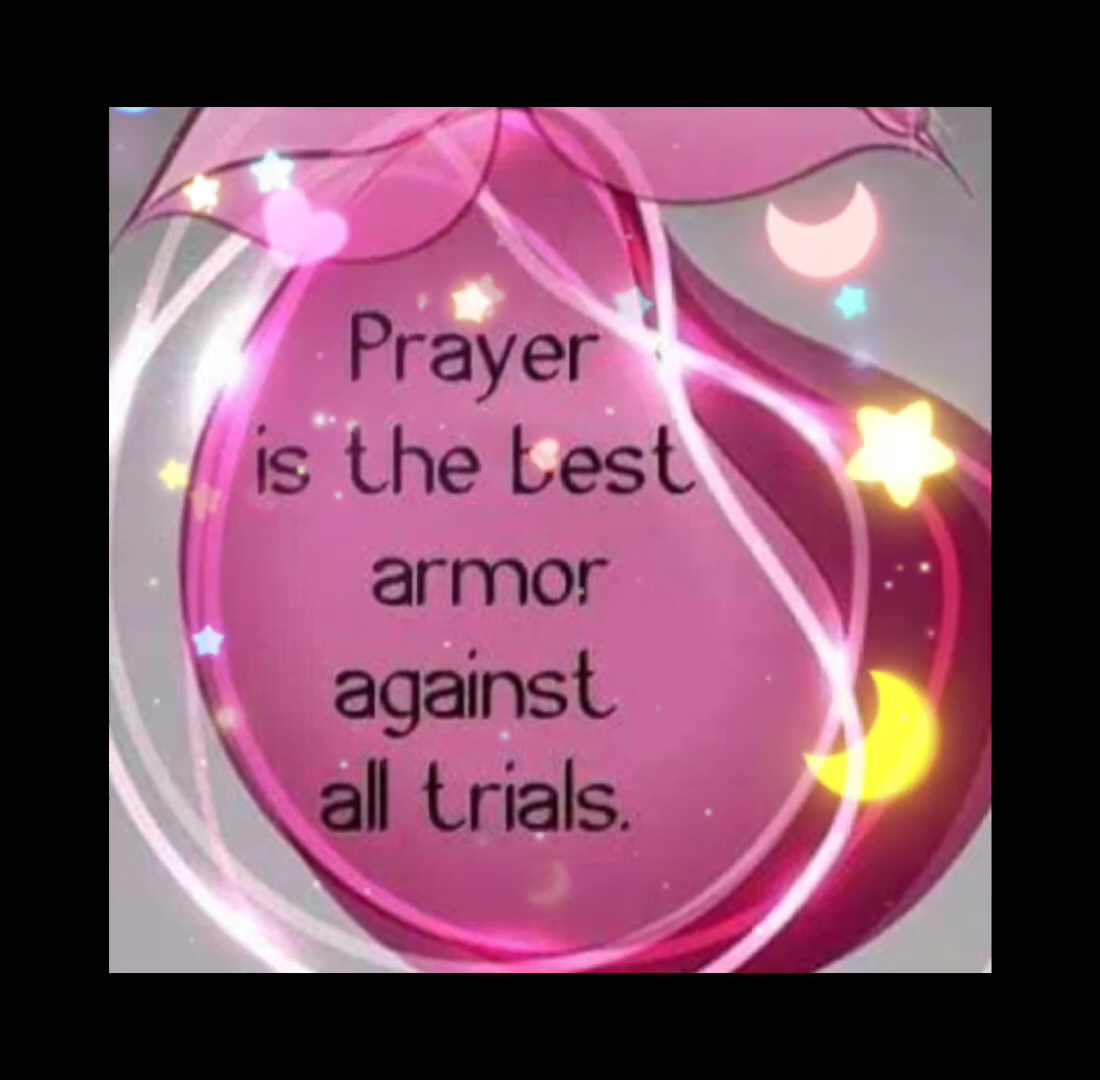 Prayer
is the best
armor
against
all trials.